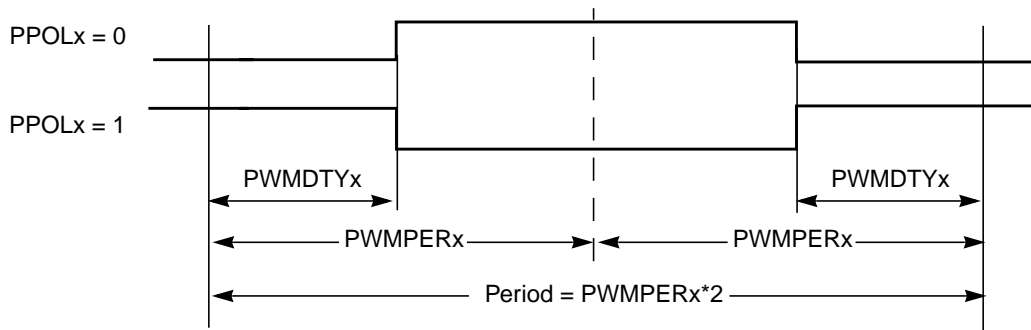 PPOLx = 0
PPOLx = 1
PWMDTYx
PWMDTYx
PWMPERx
PWMPERx
Period = PWMPERx*2